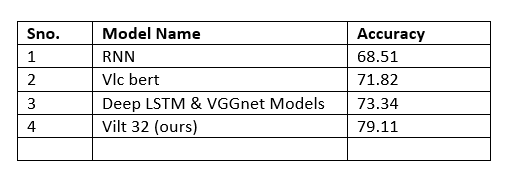 Sno. Model Name Accuracy
1 RNN 68.51
2 Vlc bert 71.82
3 Deep LSTM & VGGnet Models 73.34
4 Vilt 32 (ours) 79.11